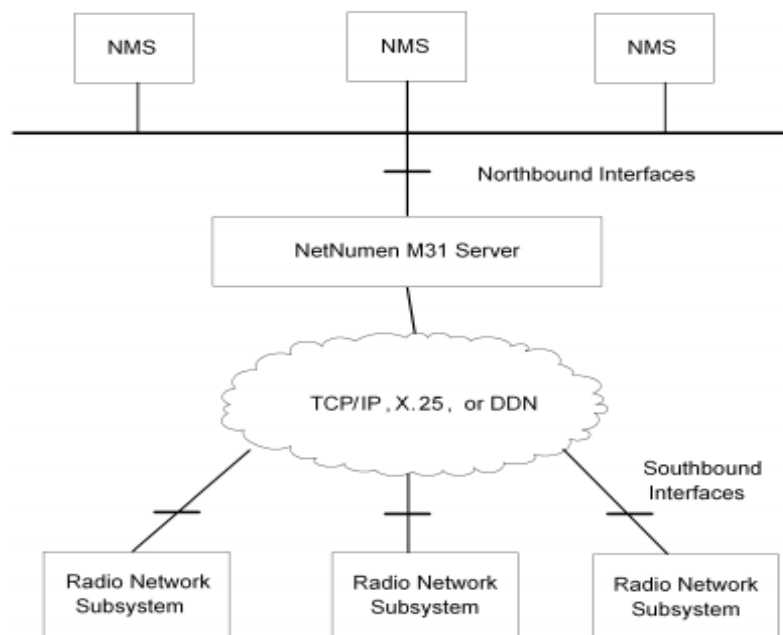 NMS
NMS
NMS
Northbound Interfaces
NetNumen M31 Server
TCP/IP, X.25, or DDN
Southbound
Interfaces
Radio Network
Subsystem
Radio Network
Subsystem
Radio Network
Subsystem